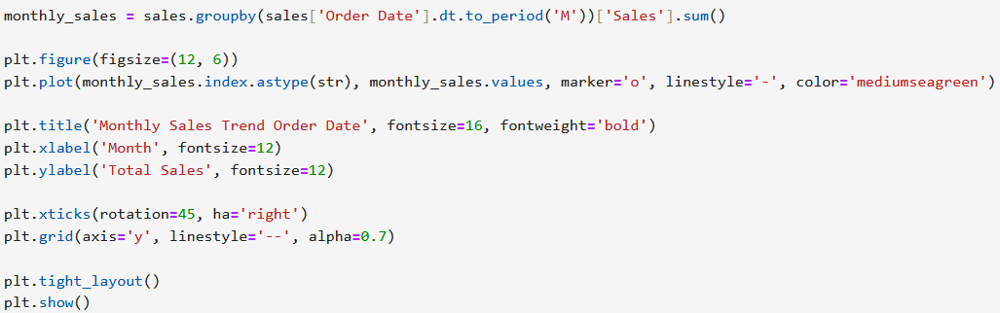 monthly_sales = sales.groupby(sales['Order Date'].dt.to_period('M'))['Sales'].sum()
plt.figure(figsize=(12, 6))
plt.plot(monthly_sales.index.astype(str), monthly_sales.values, marker='o', linestyle='-', color='mediumseagreen')
plt.title('Monthly Sales Trend Order Date', fontsize=16, fontweight='bold')
plt.xlabel('Month', fontsize=12)
plt.ylabel('Total Sales', fontsize=12)
plt.xticks(rotation=45, ha='right')
plt.grid(axis='y', linestyle='--', alpha=0.7)
plt.tight_layout()
plt.show()